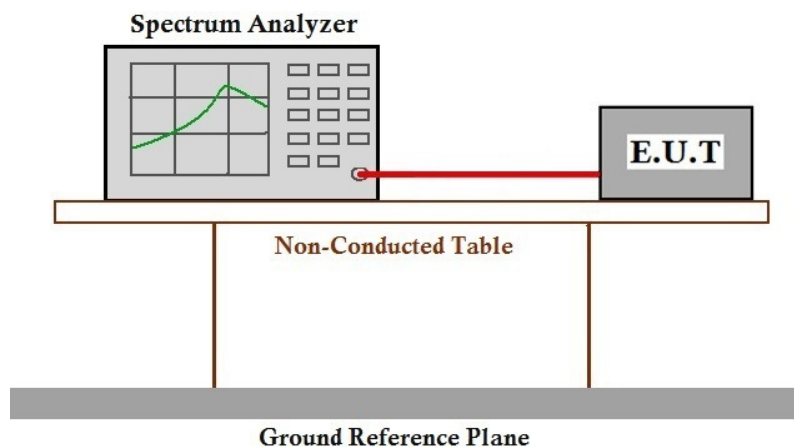 Spectrum Analyzer
E.U.T
Non-Conducted Table
Ground Reference Plane